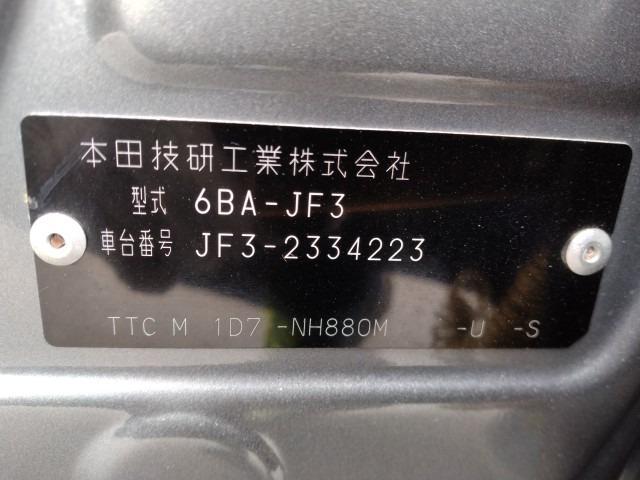 本田技研工業株式会社
型式 6BA-JF3
車台番号 JF3-2334223
TTC M 1D7 -NH880M -U -S